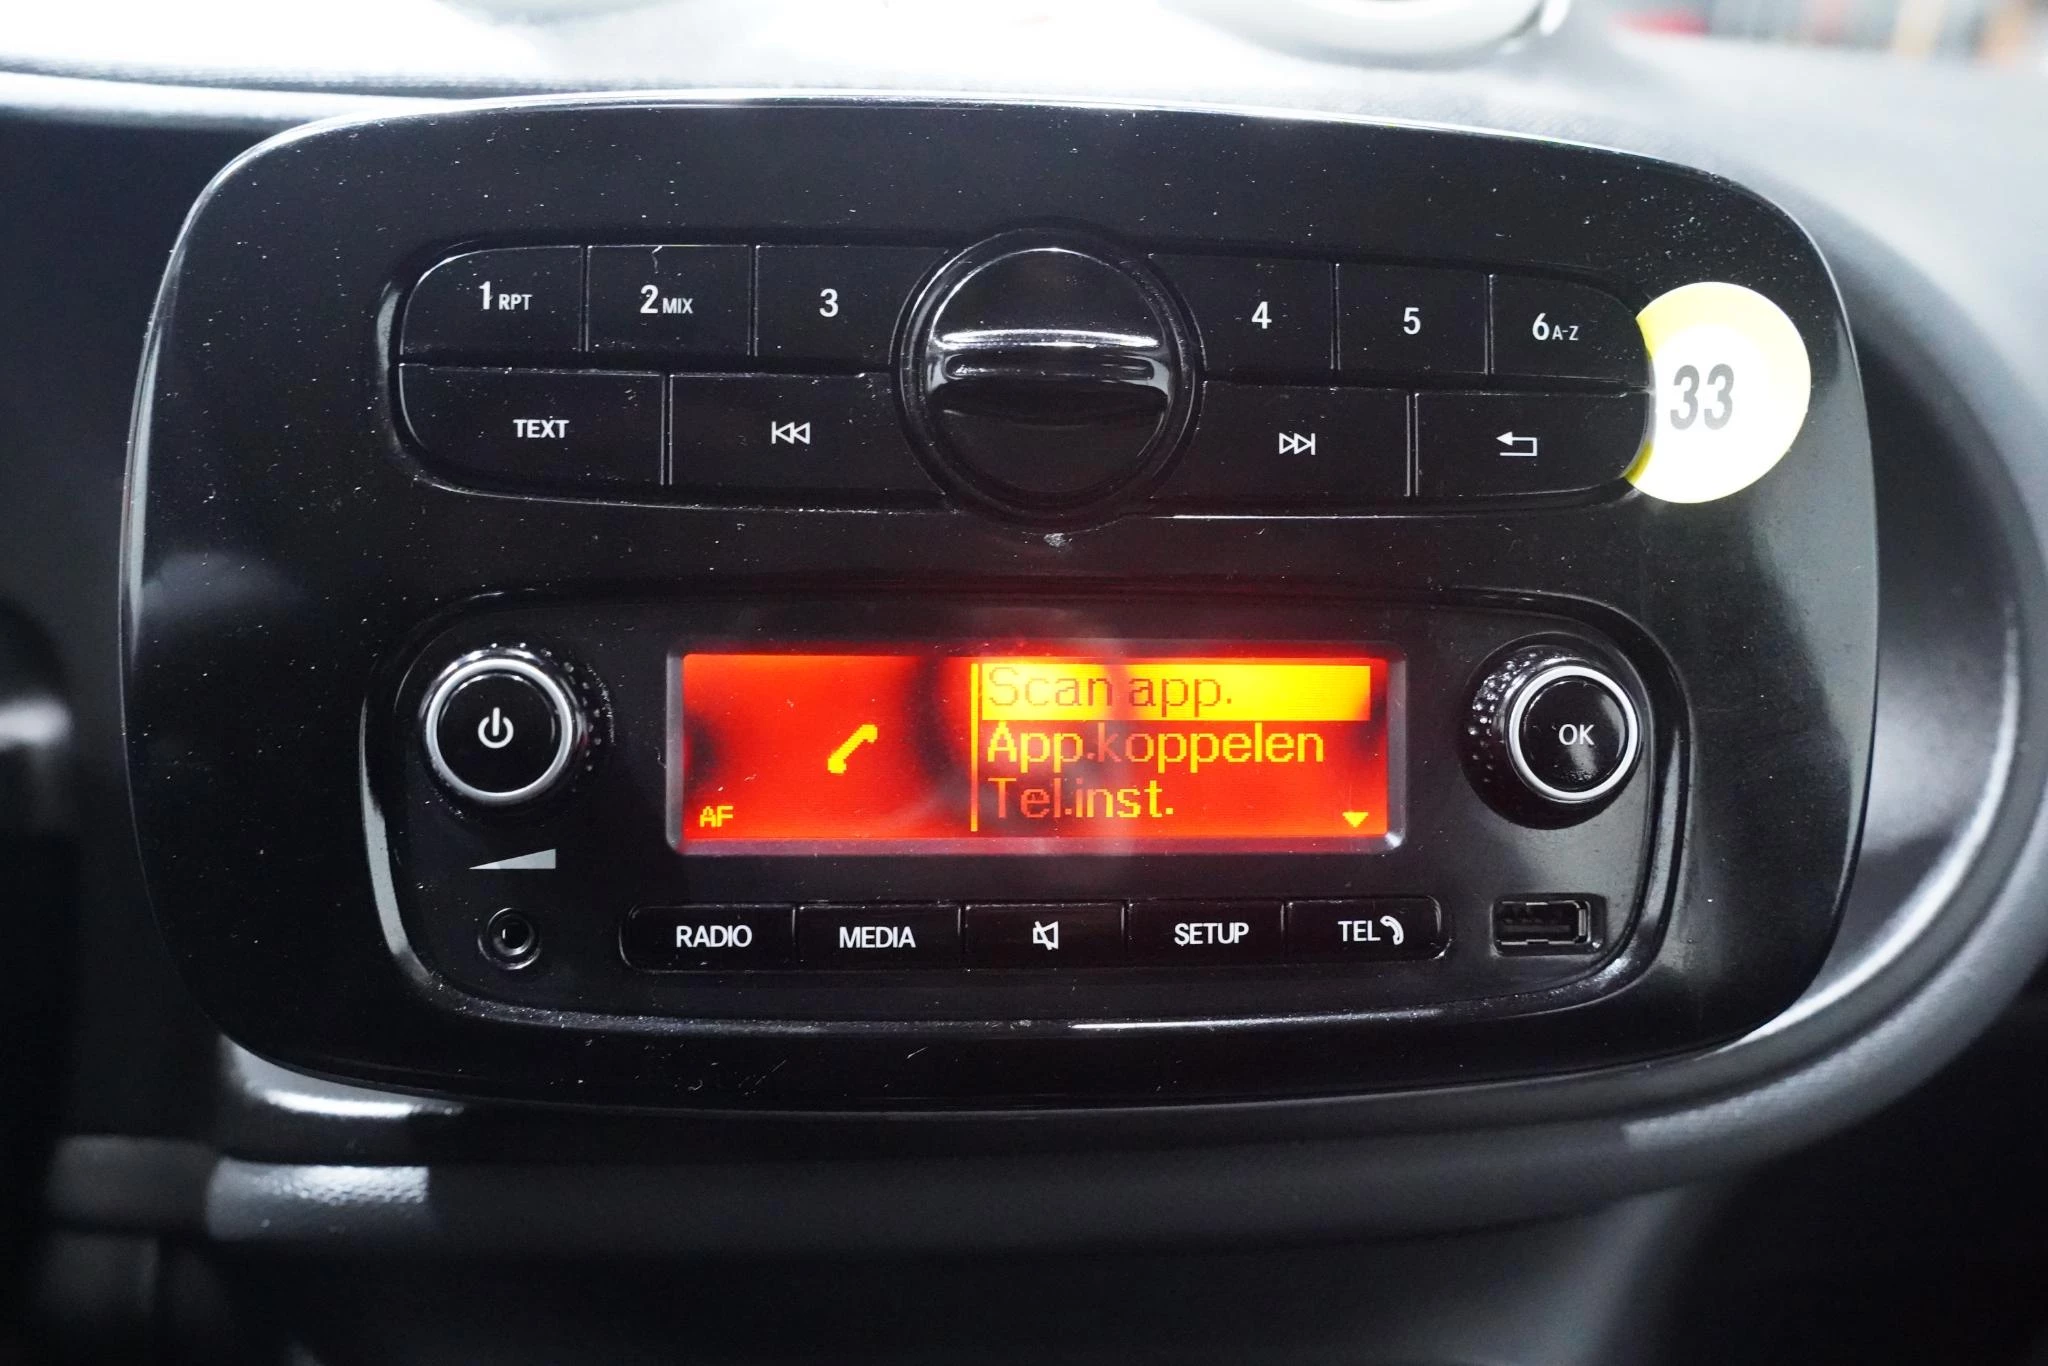 1 RPT
2 MIX
3
4
5
6 A-Z
33
TEXT
Scan app.
App.koppelen
Tel.inst.
AF
OK
RADIO
MEDIA
SETUP
TEL